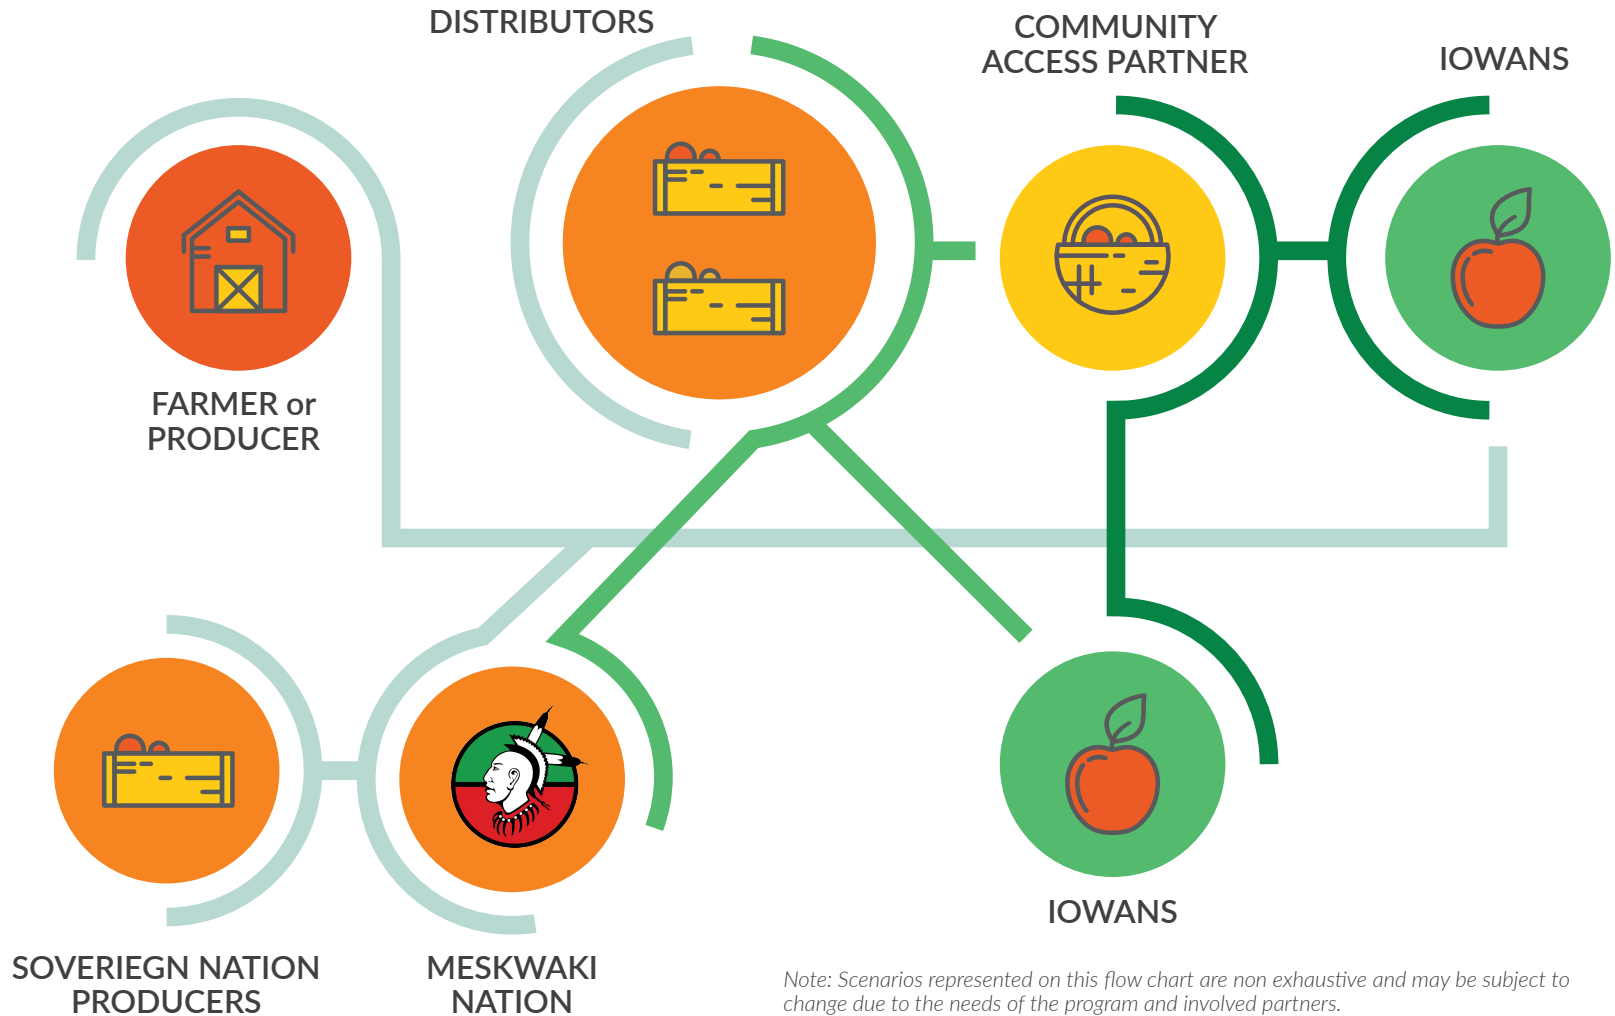 DISTRIBUTORS
COMMUNITY
ACCESS PARTNER
IOWANS
FARMER or
PRODUCER
SOVERIEGN NATION
PRODUCERS
MESKWAKI
NATION
IOWANS
Note: Scenarios represented on this flow chart are non exhaustive and may be subject to
change due to the needs of the program and involved partners.